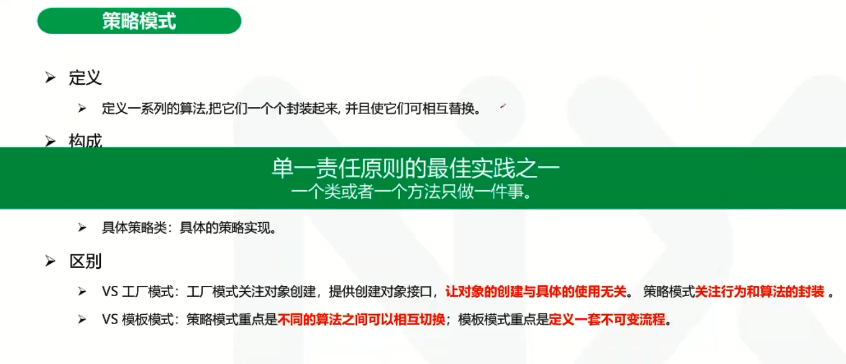 策略模式
定义
定义一系列的算法,把它们一个个封装起来, 并且使它们可相互替换。
构成
单一责任原则的最佳实践之一
一个类或者一个方法只做一件事。
具体策略类：具体的策略实现。
区别
VS 工厂模式：工厂模式关注对象创建，提供创建对象接口，让对象的创建与具体的使用无关。 策略模式关注行为和算法的封装 。
VS 模板模式：策略模式重点是不同的算法之间可以相互切换；模板模式重点是定义一套不可变流程。